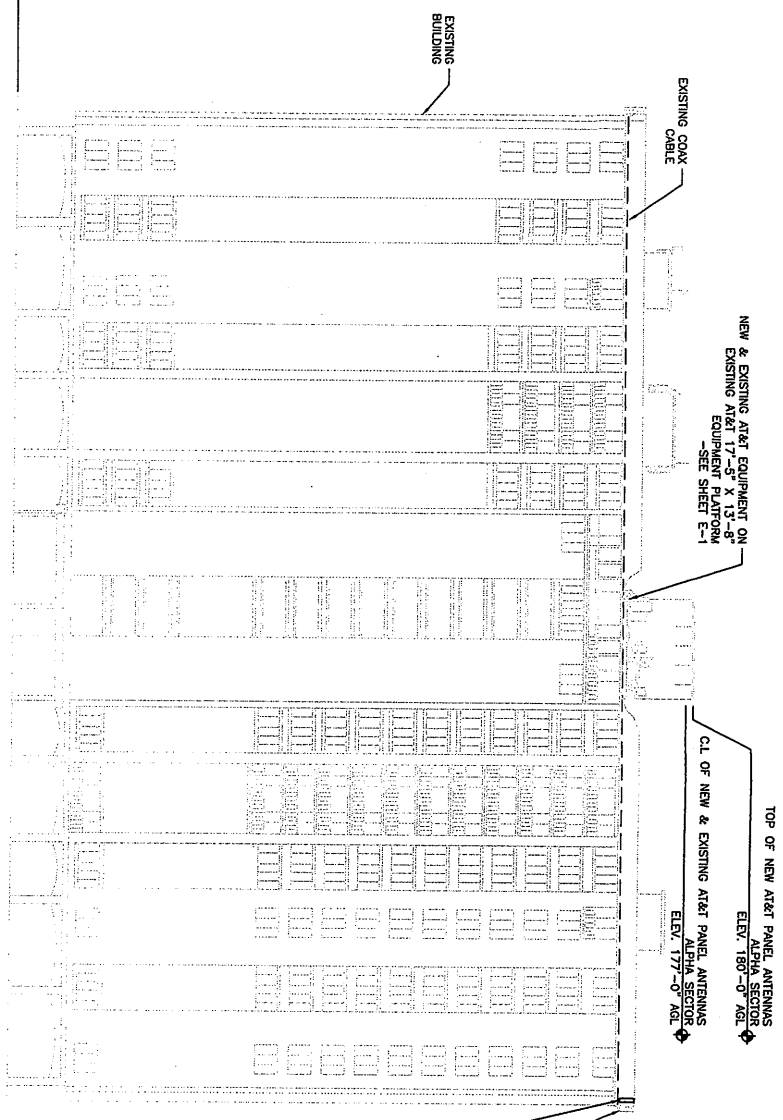 EXISTING
BUILDING
EXISTING COAX
CABLE
NEW & EXISTING AT&T EQUIPMENT ON
EXISTING AT&T 17'-5" X 13'-8"
EQUIPMENT PLATFORM
-SEE SHEET E-1
TOP OF NEW AT&T PANEL ANTENNAS
ALPHA SECTOR
ELEV. 180'-0" AGL
C.L. OF NEW & EXISTING AT&T PANEL ANTENNAS
ALPHA SECTOR
ELEV. 177'-0" AGL